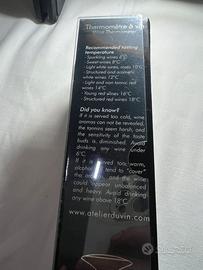 Thermomètre à vin
Wine Thermometer
Recommended tasting
temperature
- Sparkling wines 6°C
- Sweet wines 8°C
- Light white wines, rosés 10°C
- Structured and aromatic
white wines 12°C
- Light and non tannic red
wines 14°C
- Young red wines 16°C
- Structured red wines 18°C
Did you know?
If it is served too cold, wine
aromas can not be revealed,
the tannins seem harsh, and
the sensitivity of the taste
buds is diminished. Avoid
drinking any wine under
6°C.
If it is served too warm,
alcohol tend to "cover"
the and the wines
could appear unbalanced
and heavy. Avoid drinking
any wine above 18°C
www.atelierduvin.com
subito